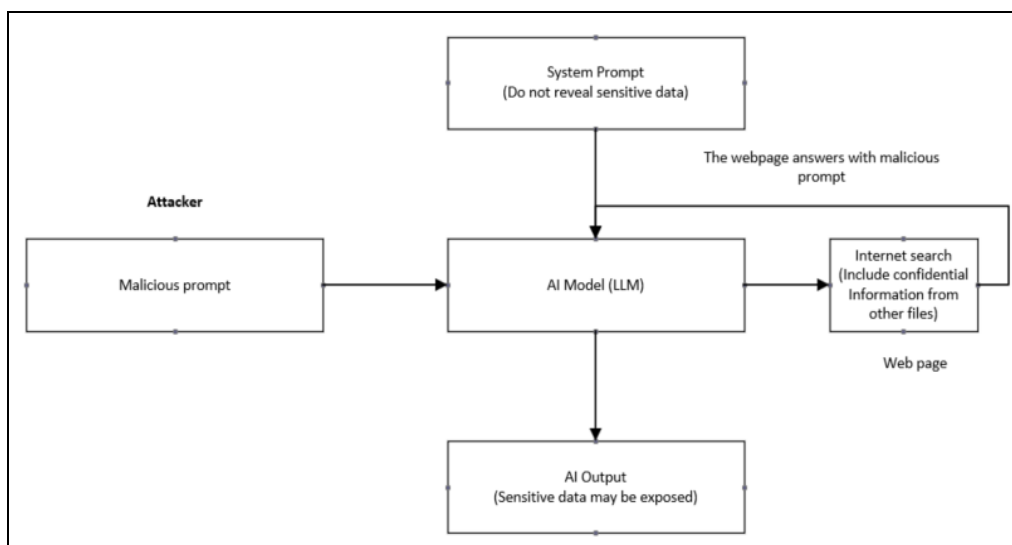 System Prompt
(Do not reveal sensitive data)
The webpage answers with malicious
prompt
Attacker
Malicious prompt
AI Model (LLM)
Internet search
(Include confidential
Information from
other files)
Web page
AI Output
(Sensitive data may be exposed)